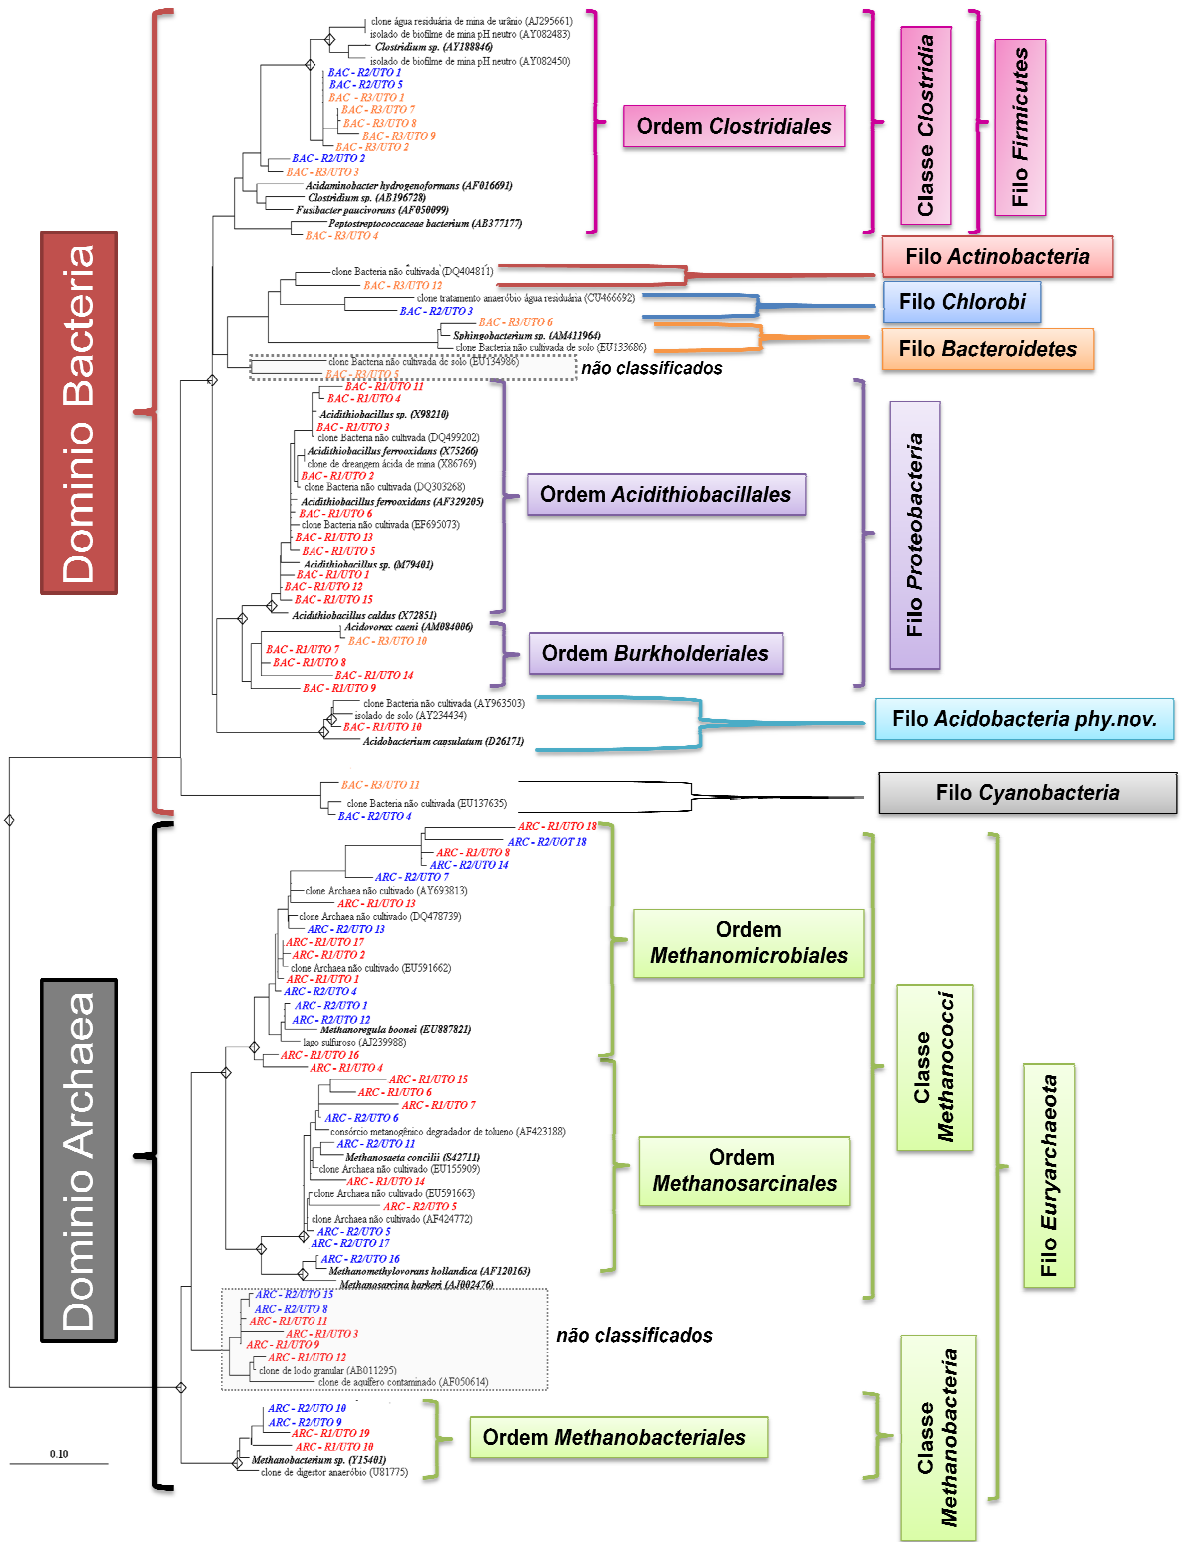 clone água residuária de mina de urânio (AJ295661)
isolado de biofilme de mina pH neutro (AY082483)
Clostridium sp. (AY188846)
isolado de biofilme de mina pH neutro (AY082450)
BAC - R2/UTO 1
BAC - R2/UTO 5
BAC - R3/UTO 1
BAC - R3/UTO 7
BAC - R3/UTO 8
BAC - R3/UTO 9
BAC - R3/UTO 2
BAC - R2/UTO 2
BAC - R3/UTO 3
Acidaminobacter hydrogenoformans (AF016691)
Clostridium sp. (AB196728)
Fusibacter paucivorans (AF050099)
Peptostreptococcaceae bacterium (AB377177)
BAC - R3/UTO 4
Ordem Clostridiales
Classe Clostridia
Filo Firmicutes
clone Bacteria não cultivada (DQ404811)
BAC - R3/UTO 12
Filo Actinobacteria
clone tratamento anaeróbio água residuária (CU466692)
BAC - R2/UTO 3
Filo Chlorobi
BAC - R3/UTO 6
Sphingobacterium sp. (AM411964)
clone Bacteria não cultivada de solo (EU133686)
Filo Bacteroidetes
clone Bacteria não cultivada de solo (EU134986)
BAC - R3/UTO 5
não classificados
Dominio Bacteria
BAC - R1/UTO 11
BAC - R1/UTO 4
Acidithiobacillus sp. (X98210)
BAC - R1/UTO 3
clone Bacteria não cultivada (DQ499202)
Acidithiobacillus ferrooxidans (X75266)
clone de dreangem ácida de mina (X86769)
BAC - R1/UTO 2
clone Bacteria não cultivada (DQ303268)
Acidithiobacillus ferrooxidans (AF329205)
BAC - R1/UTO 6
clone Bacteria não cultivada (EF695073)
BAC - R1/UTO 13
BAC - R1/UTO 5
Acidithiobacillus sp. (M79401)
BAC - R1/UTO 1
BAC - R1/UTO 12
BAC - R1/UTO 15
Acidithiobacillus caldus (X72851)
Ordem Acidithiobacillales
Filo Proteobacteria
Acidovorax caeni (AM084006)
BAC - R3/UTO 10
BAC - R1/UTO 7
BAC - R1/UTO 8
BAC - R1/UTO 14
BAC - R1/UTO 9
Ordem Burkholderiales
clone Bacteria não cultivada (AY963503)
isolado de solo (AY234434)
BAC - R1/UTO 10
Acidobacterium capsulatum (D26171)
Filo Acidobacteria phy.nov.
BAC - R3/UTO 11
clone Bacteria não cultivada (EU137635)
BAC - R2/UTO 4
Filo Cyanobacteria
ARC - R1/UTO 18
ARC - R2/UOT 18
ARC - R1/UTO 8
ARC - R2/UTO 14
ARC - R2/UTO 7
clone Archaea não cultivado (AY693813)
ARC - R1/UTO 13
clone Archaea não cultivado (DQ478739)
ARC - R2/UTO 13
ARC - R1/UTO 17
ARC - R1/UTO 2
clone Archaea não cultivado (EU591662)
ARC - R1/UTO 1
ARC - R2/UTO 4
ARC - R2/UTO 1
ARC - R2/UTO 12
Methanoregula boonei (EU887821)
lago sulfuroso (AJ239988)
ARC - R1/UTO 16
ARC - R1/UTO 4
Ordem
Methanomicrobiales
Classe
Methanococci
Filo Euryarchaeota
Dominio Archaea
ARC - R1/UTO 15
ARC - R1/UTO 6
ARC - R1/UTO 7
ARC - R2/UTO 6
consórcio metanogênico degradador de tolueno (AF423188)
ARC - R2/UTO 11
Methanosaeta concilii (S42711)
clone Archaea não cultivado (EU155909)
ARC - R1/UTO 14
clone Archaea não cultivado (EU591663)
ARC - R2/UTO 5
clone Archaea não cultivado (AF424772)
ARC - R2/UTO 5
ARC - R2/UTO 17
ARC - R2/UTO 16
Methanomethylovorans hollandica (AF120163)
Methanosarcina barkeri (AJ002476)
Ordem
Methanosarcinales
ARC - R2/UTO 15
ARC - R2/UTO 8
ARC - R1/UTO 11
ARC - R1/UTO 3
ARC - R1/UTO 9
ARC - R1/UTO 12
clone de lodo granular (AB011295)
clone de aquífero contaminado (AF050614)
não classificados
ARC - R2/UTO 10
ARC - R2/UTO 9
ARC - R1/UTO 19
ARC - R1/UTO 10
Methanobacterium sp. (Y15401)
clone de digestor anaeróbio (U81775)
Ordem Methanobacteriales
Classe
Methanobacteria
0.10